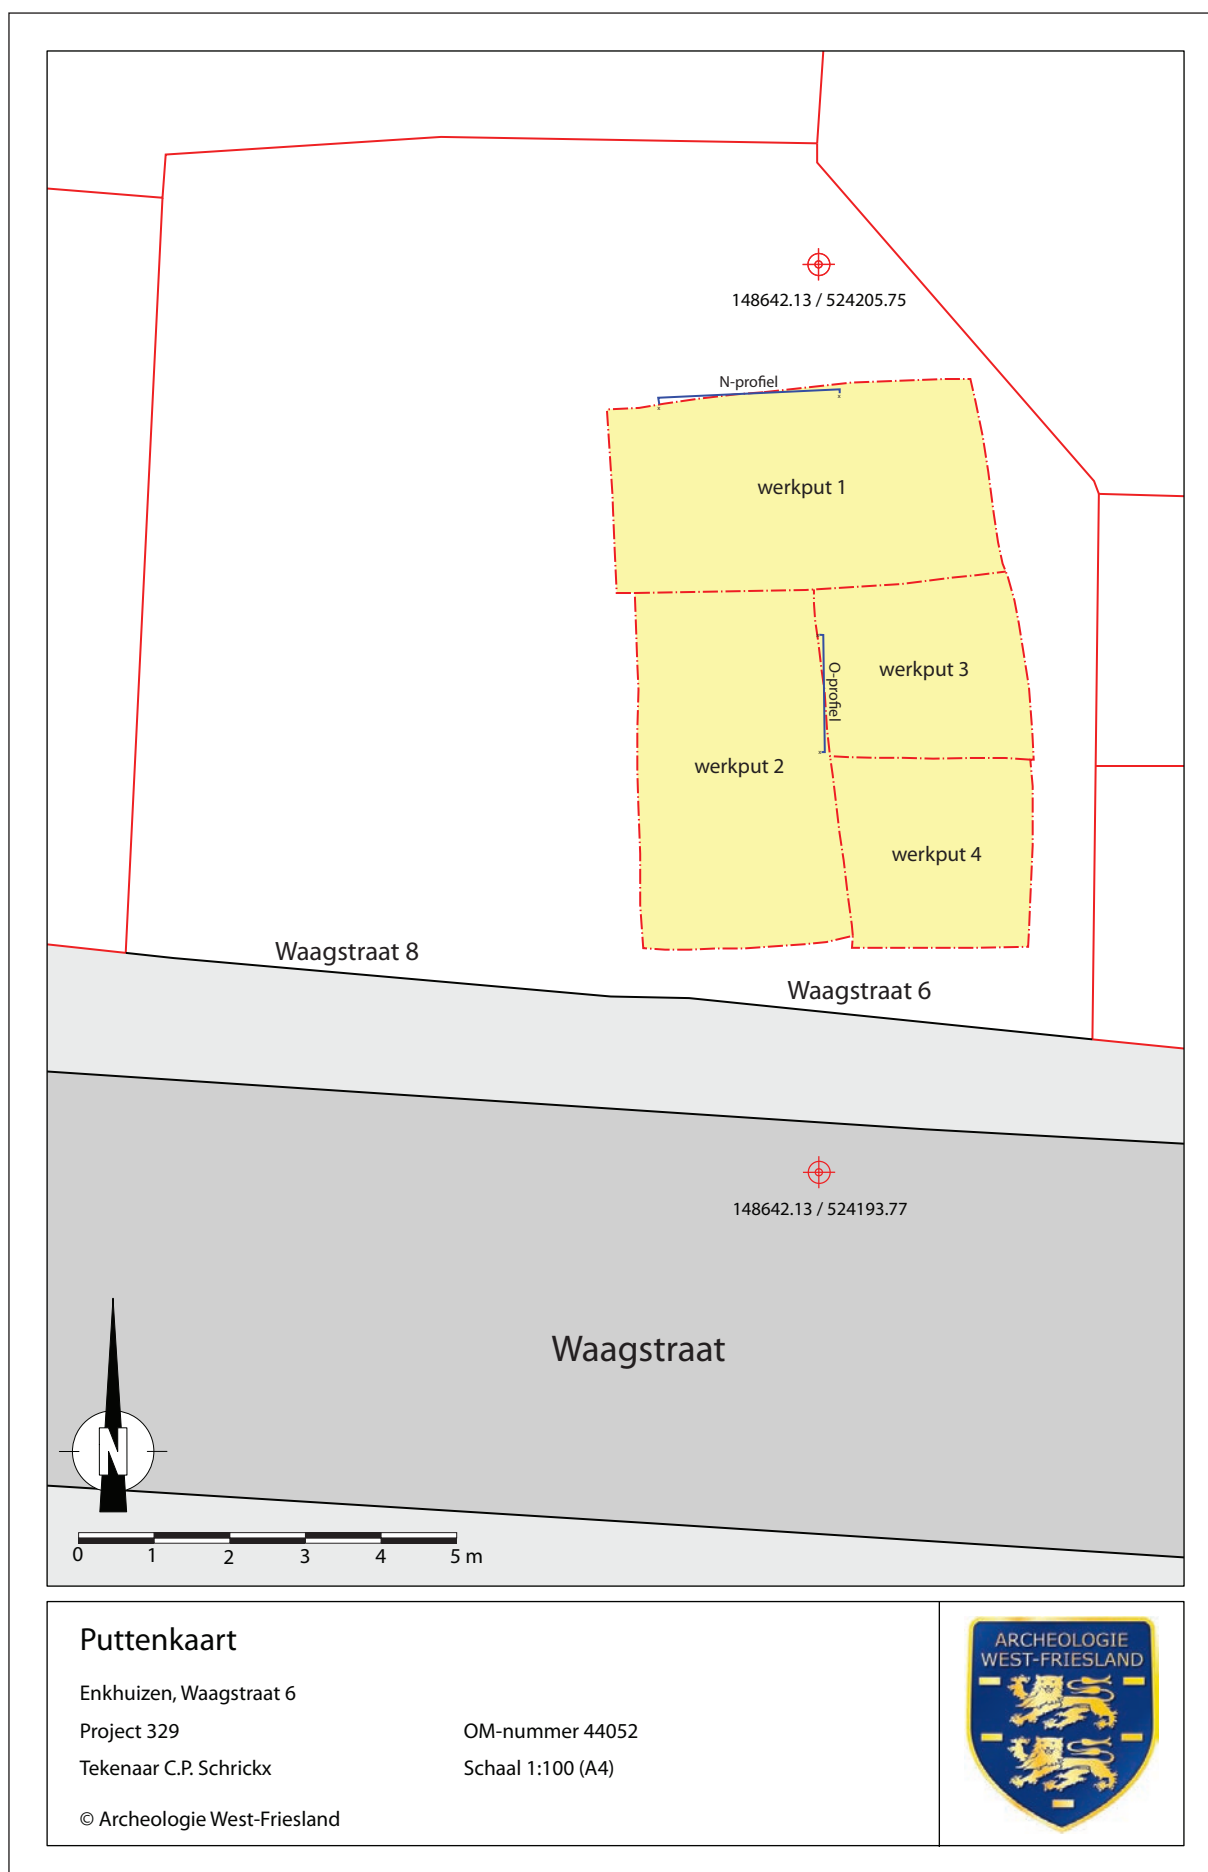 148642.13 / 524205.75
N-profiel
werkput 1
O-profiel
werkput 3
werkput 2
werkput 4
Waagstraat 8
Waagstraat 6
148642.13 / 524193.77
Waagstraat
N
0 1 2 3 4 5 m
Puttenkaart
Enkhuizen, Waagstraat 6
Project 329
OM-nummer 44052
Tekenaar C.P. Schrickx
Schaal 1:100 (A4)
© Archeologie West-Friesland
ARCHEOLOGIE
WEST-FRIESLAND